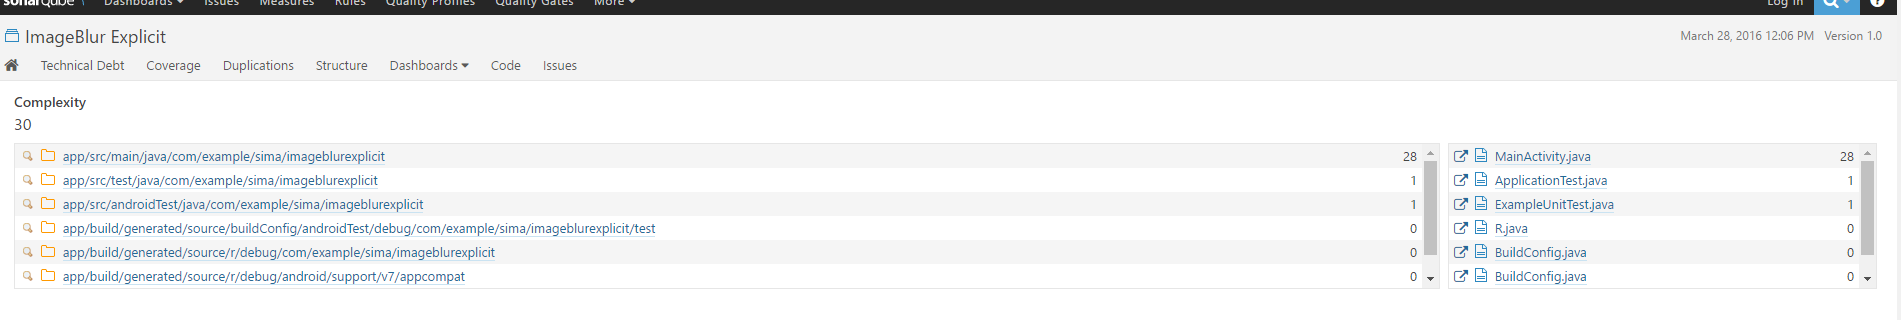 sonarqube Dashboards Issues Measures Rules Quality Profiles Quality Gates More Log in
ImageBlur Explicit March 28, 2016 12:06 PM Version 1.0
Technical Debt Coverage Duplications Structure Dashboards Code Issues
Complexity
30
app/src/main/java/com/example/sima/imageblurexplicit 28 MainActivity.java 28
app/src/test/java/com/example/sima/imageblurexplicit 1 ApplicationTest.java 1
app/src/androidTest/java/com/example/sima/imageblurexplicit 1 ExampleUnitTest.java 1
app/build/generated/source/buildConfig/androidTest/debug/com/example/sima/imageblurexplicit/test 0 R.java 0
app/build/generated/source/r/debug/com/example/sima/imageblurexplicit 0 BuildConfig.java 0
app/build/generated/source/r/debug/android/support/v7/appcompat 0 BuildConfig.java 0